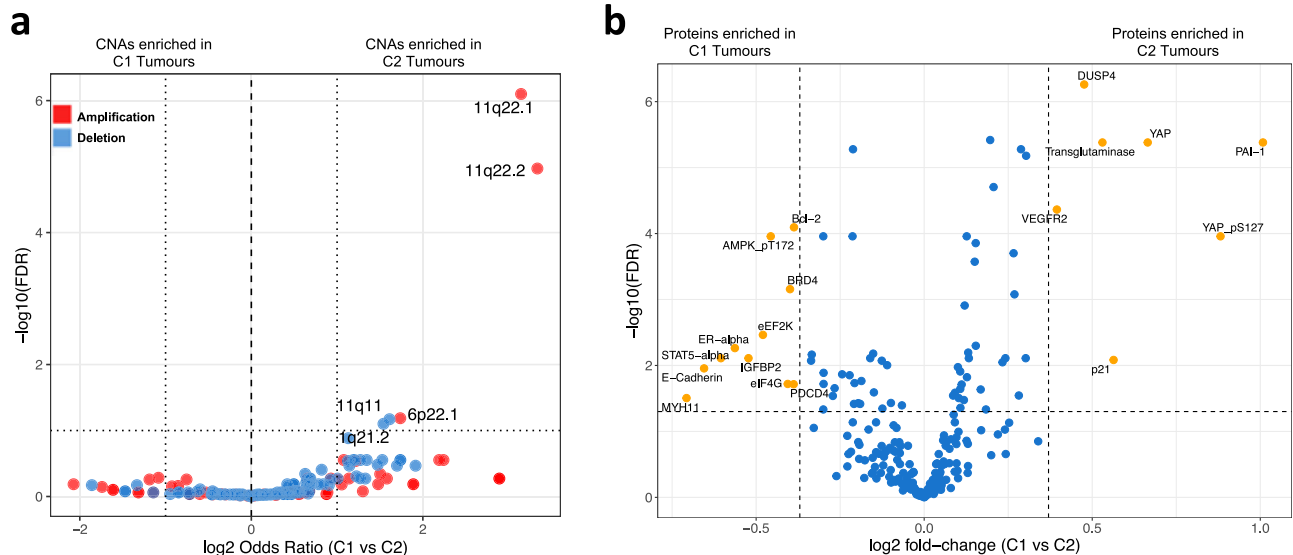 a
CNAs enriched in
C1 Tumours
CNAs enriched in
C2 Tumours
Amplification
Deletion
11q22.1
11q22.2
11q11
6p22.1
1q21.2
6
4
2
0
−log10(FDR)
−2
0
2
log2 Odds Ratio (C1 vs C2)
b
Proteins enriched in
C1 Tumours
Proteins enriched in
C2 Tumours
DUSP4
YAP
Transglutaminase
PAI−1
VEGFR2
YAP_pS127
Bcl−2
AMPK_pT172
BRD4
eEF2K
ER−alpha
STAT5−alpha
IGFBP2
E−Cadherin
eIF4G
PDCD4
MYH11
p21
6
4
2
0
−log10(FDR)
−0.5
0.0
0.5
1.0
log2 fold−change (C1 vs C2)